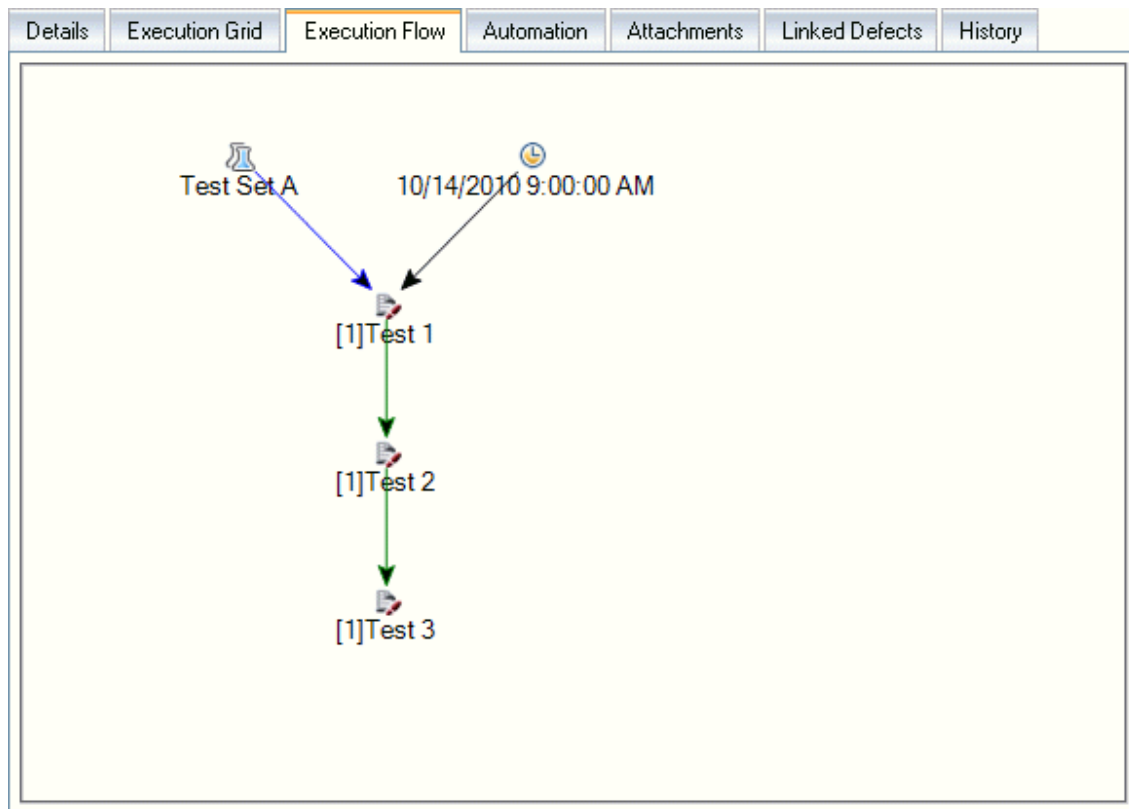 Details Execution Grid Execution Flow Automation Attachments Linked Defects History
Test Set A 10/14/2010 9:00:00 AM
[1]Test 1
[1]Test 2
[1]Test 3